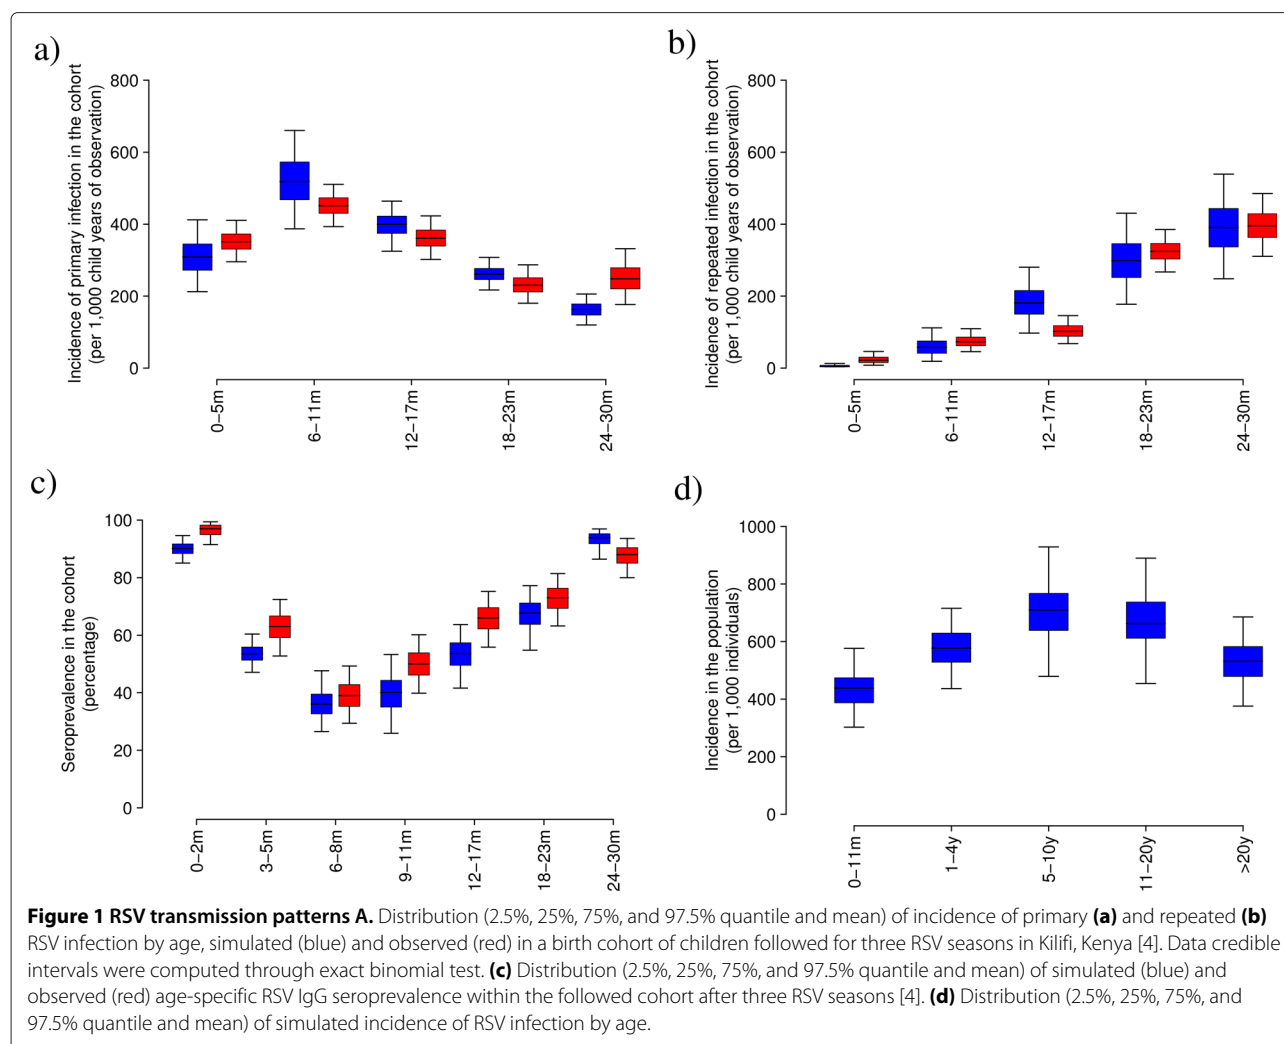 a)
Incidence of primary infection in the cohort
(per 1,000 child years of observation)
800
600
400
200
0
0−5m
6−11m
12−17m
18−23m
24−30m
b)
Incidence of repeated infection in the cohort
(per 1,000 child years of observation)
800
600
400
200
0
0−5m
6−11m
12−17m
18−23m
24−30m
c)
Seroprevalence in the cohort
(percentage)
100
80
60
40
20
0
0−2m
3−5m
6−8m
9−11m
12−17m
18−23m
24−30m
d)
Incidence in the population
(per 1,000 individuals)
1000
800
600
400
200
0
0−11m
1−4y
5−10y
11−20y
>20y
Figure 1 RSV transmission patterns A. Distribution (2.5%, 25%, 75%, and 97.5% quantile and mean) of incidence of primary (a) and repeated (b)
RSV infection by age, simulated (blue) and observed (red) in a birth cohort of children followed for three RSV seasons in Kilifi, Kenya [4]. Data credible
intervals were computed through exact binomial test. (c) Distribution (2.5%, 25%, 75%, and 97.5% quantile and mean) of simulated (blue) and
observed (red) age-specific RSV IgG seroprevalence within the followed cohort after three RSV seasons [4]. (d) Distribution (2.5%, 25%, 75%, and
97.5% quantile and mean) of simulated incidence of RSV infection by age.